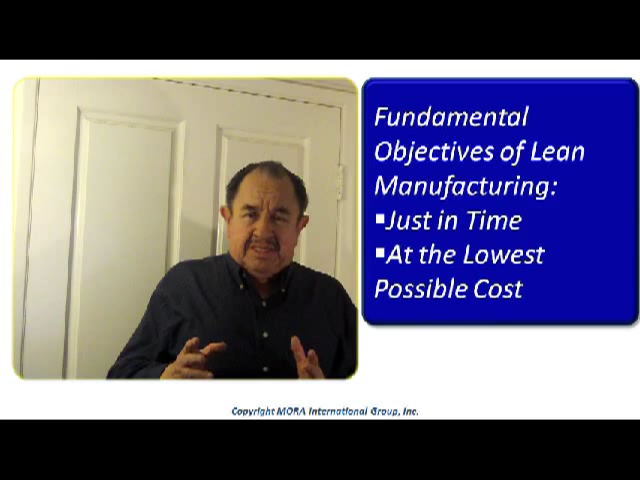 Fundamental
Objectives of Lean
Manufacturing:
▪Just in Time
▪At the Lowest
Possible Cost
Copyright MORA International Group, Inc.